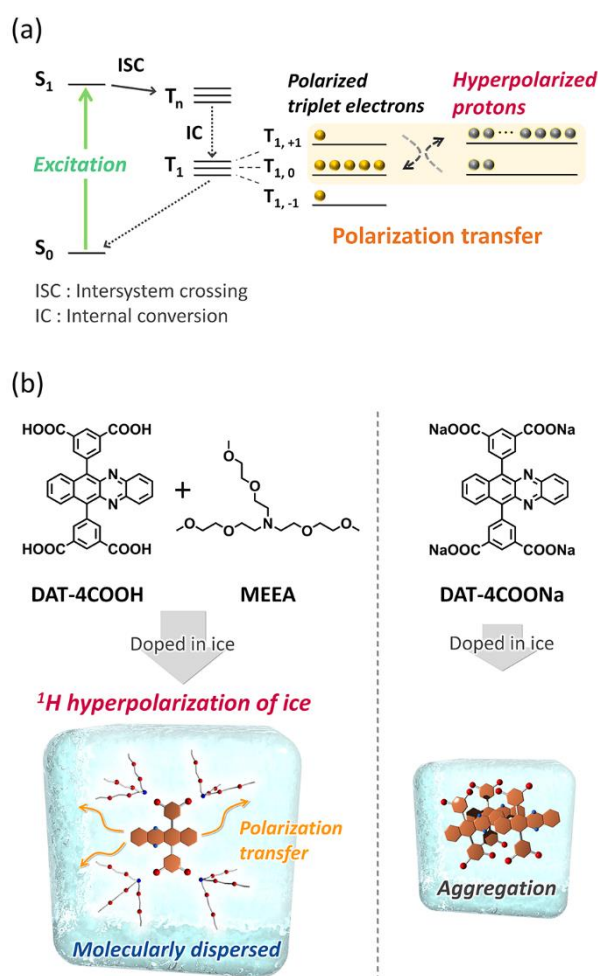 (a)
S1
ISC
Tn
IC
Excitation
T1
S0
Polarized
triplet electrons
Hyperpolarized
protons
T1,+1
T1,0
T1,-1
...
Polarization transfer
ISC : Intersystem crossing
IC : Internal conversion
(b)
HOOC COOH
N
N
HOOC COOH
DAT-4COOH
+
O
O
O O N O O
MEEA
Doped in ice
1H hyperpolarization of ice
Polarization
transfer
Molecularly dispersed
NaOOC COONa
N
N
NaOOC COONa
DAT-4COONa
Doped in ice
Aggregation